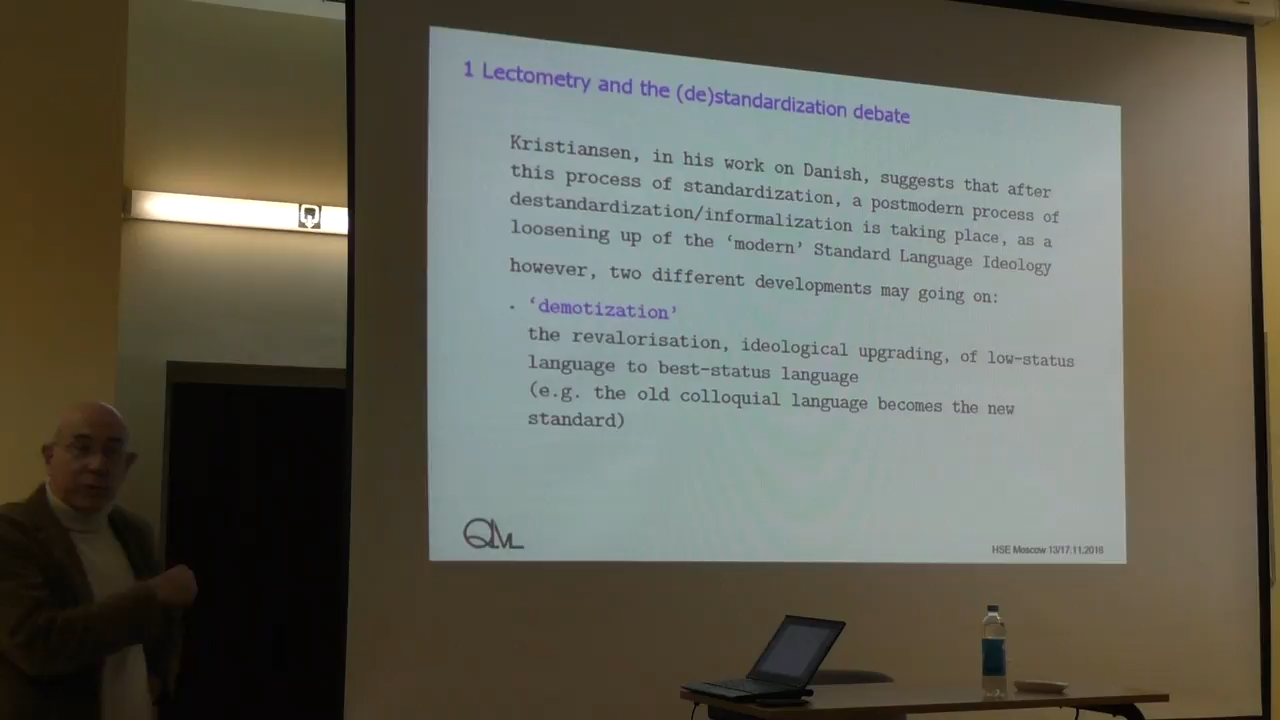 1 Lectometry and the (de)standardization debate
Kristiansen, in his work on Danish, suggests that after
this process of standardization, a postmodern process of
destandardization/informalization is taking place, as a
loosening up of the ‘modern’ Standard Language Ideology
however, two different developments may going on:
. ‘demotization’
the revalorisation, ideological upgrading, of low-status
language to best-status language
(e.g. the old colloquial language becomes the new
standard)
QLVL
HSE Moscow 13/17.11.2016